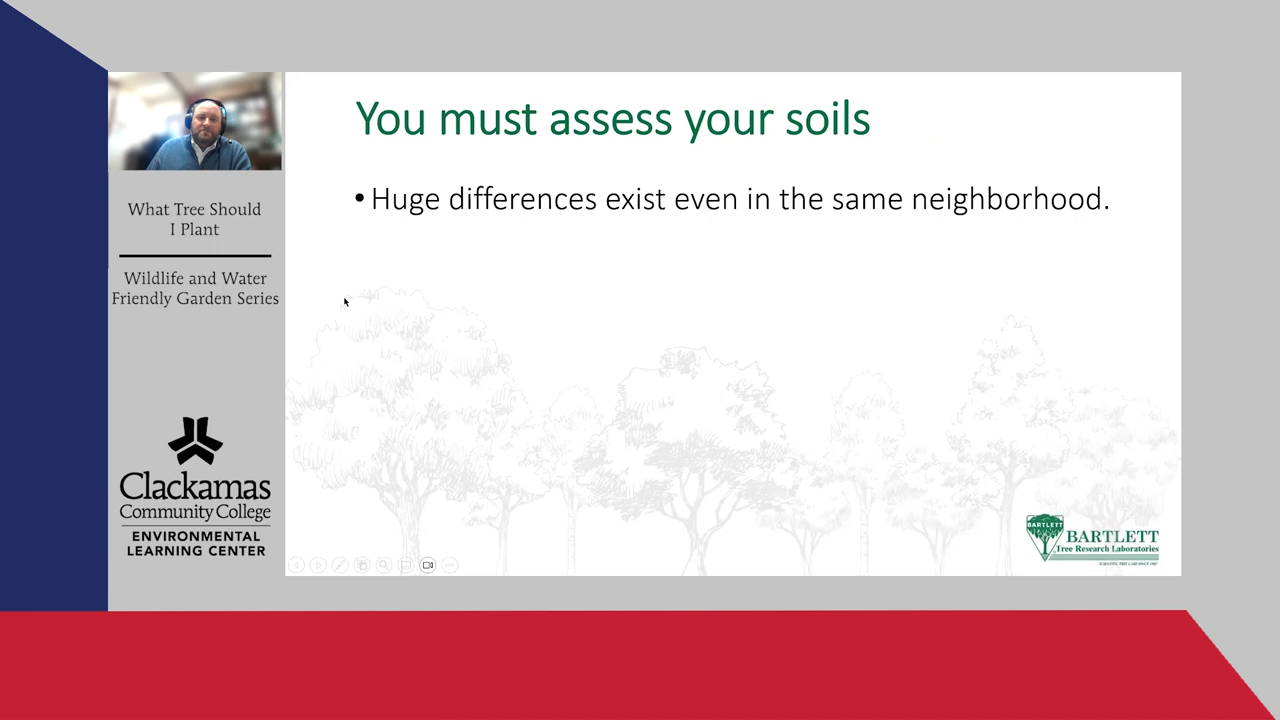 You must assess your soils
• Huge differences exist even in the same neighborhood.
What Tree Should
I Plant
Wildlife and Water
Friendly Garden Series
Clackamas
Community College
ENVIRONMENTAL
LEARNING CENTER
BARTLETT
BARTLETT
Tree Research Laboratories